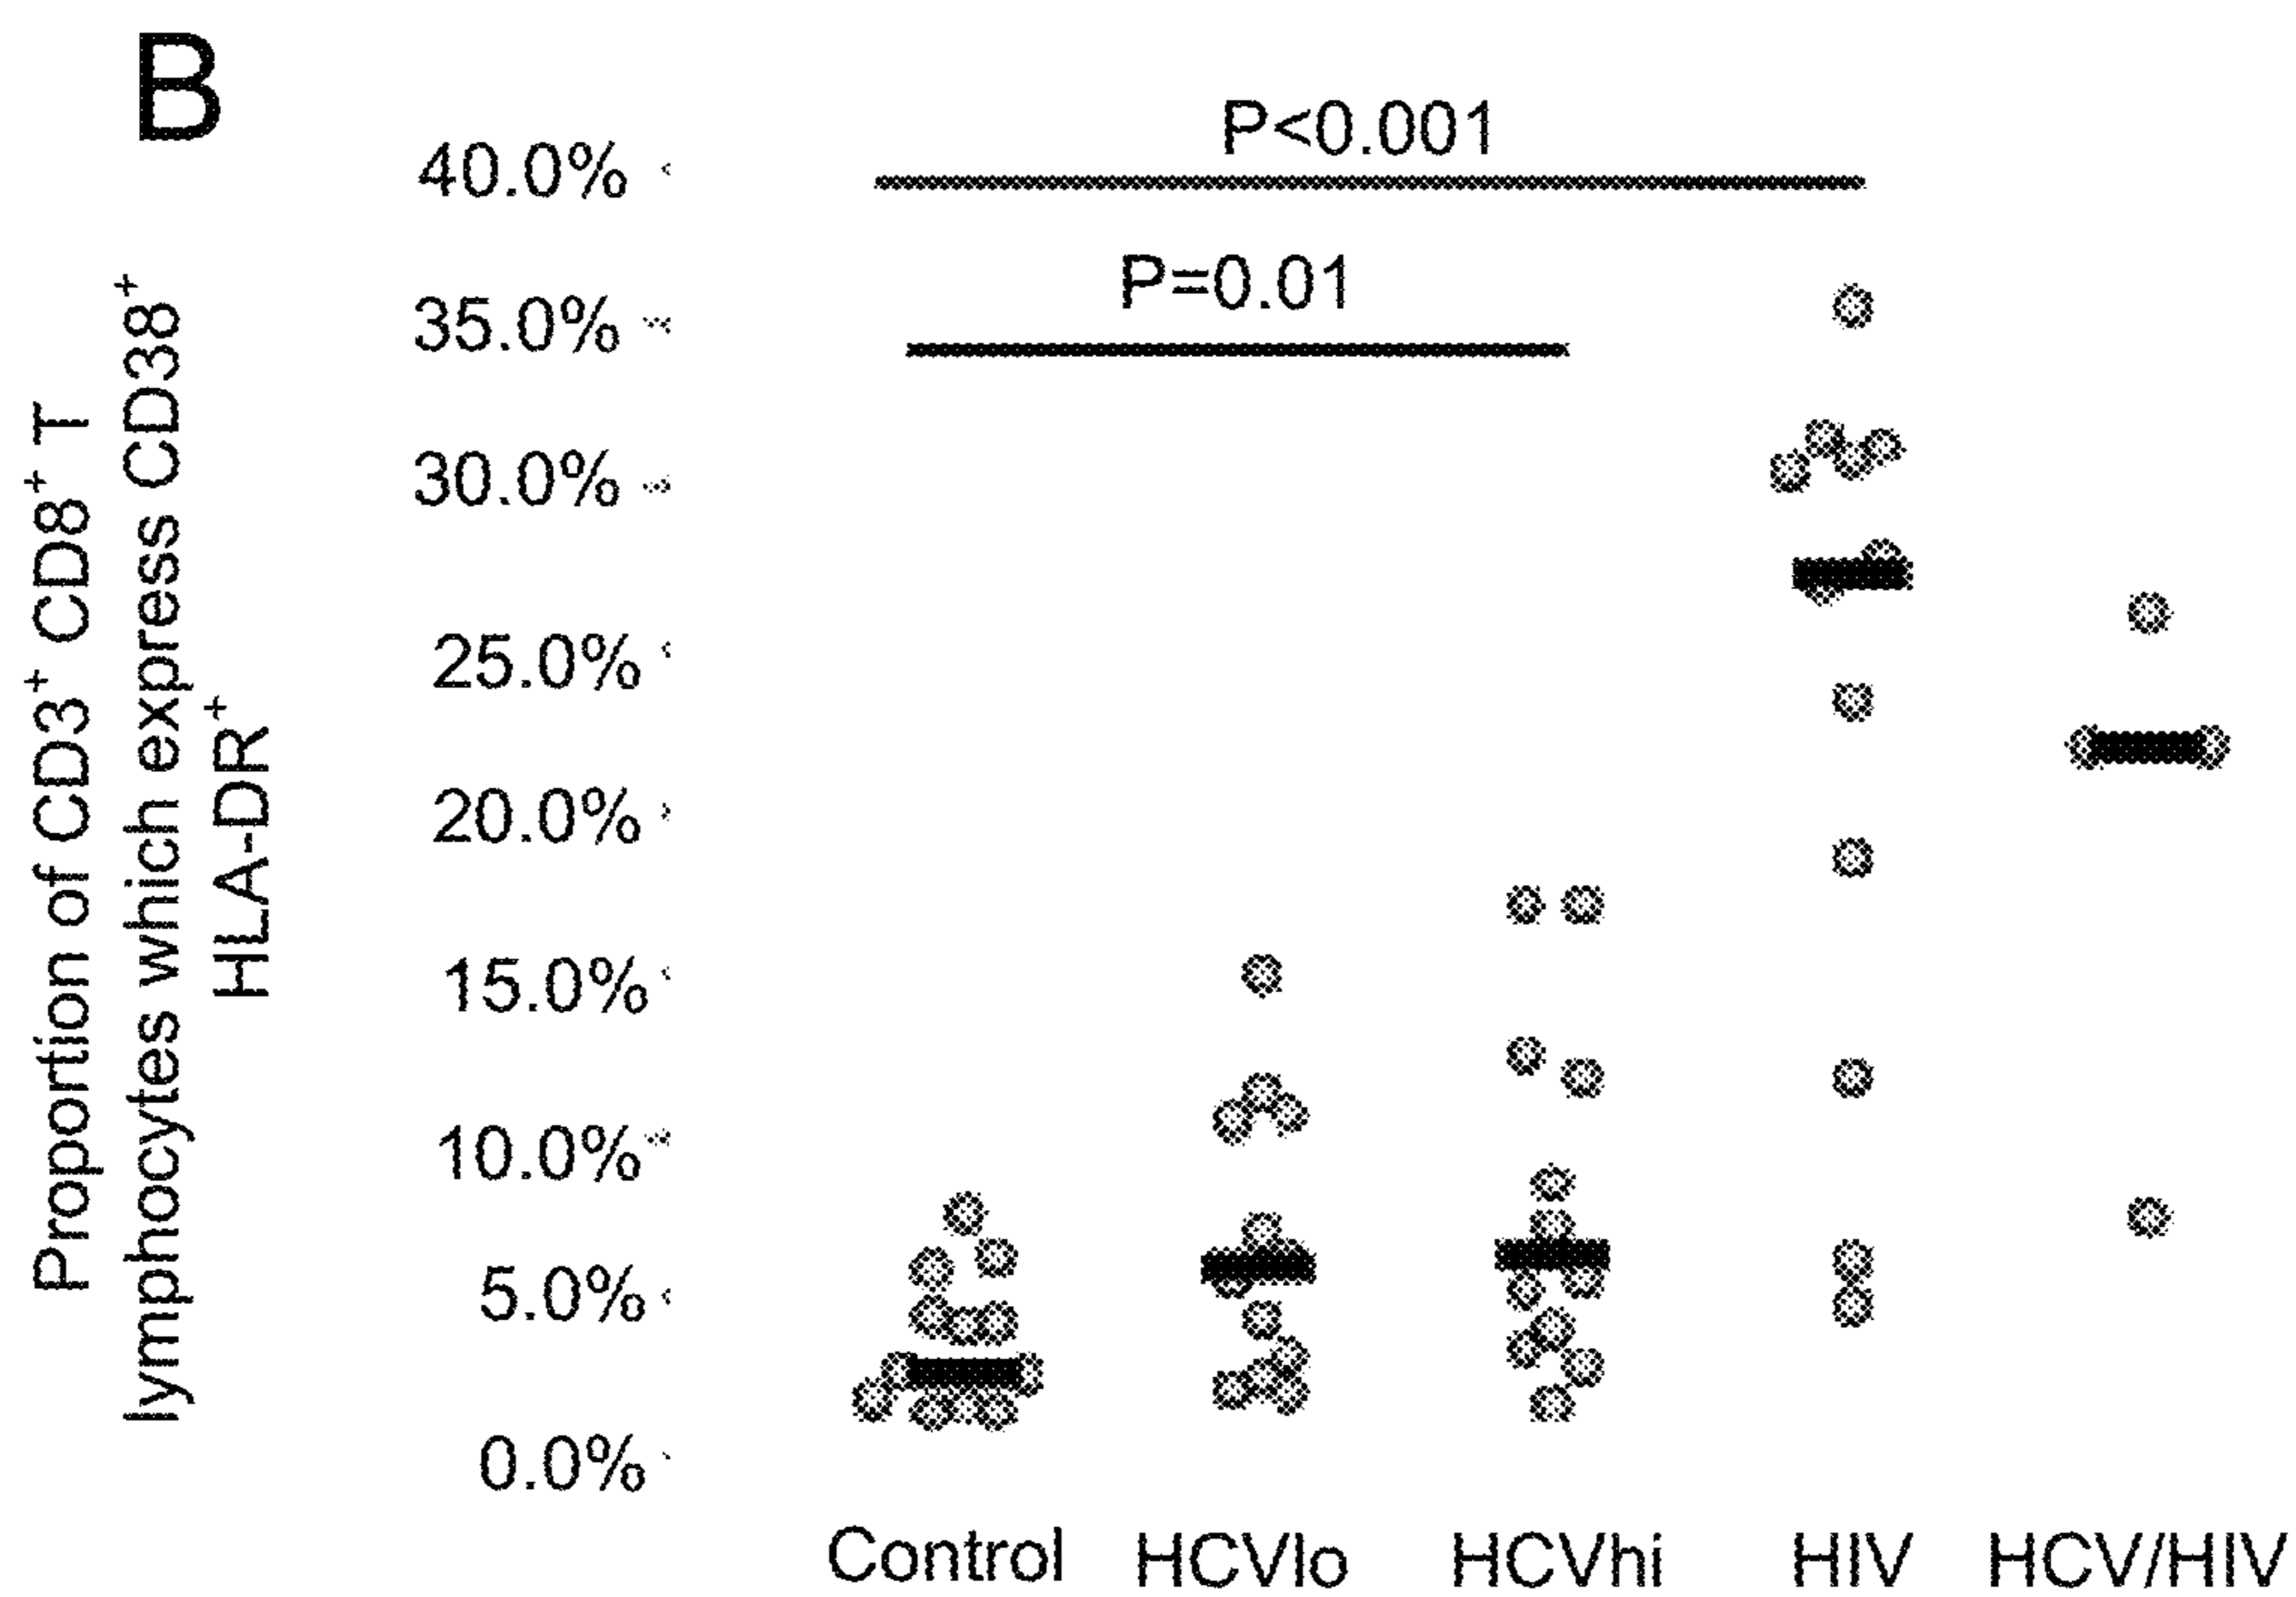 B
P<0.001
P=0.01
40.0%
35.0%
30.0%
25.0%
20.0%
15.0%
10.0%
5.0%
0.0%
Proportion of CD3⁺ CD8⁺ T
lymphocytes which express CD38⁺
HLA-DR⁺
Control HCVlo HCVhi HIV HCV/HIV